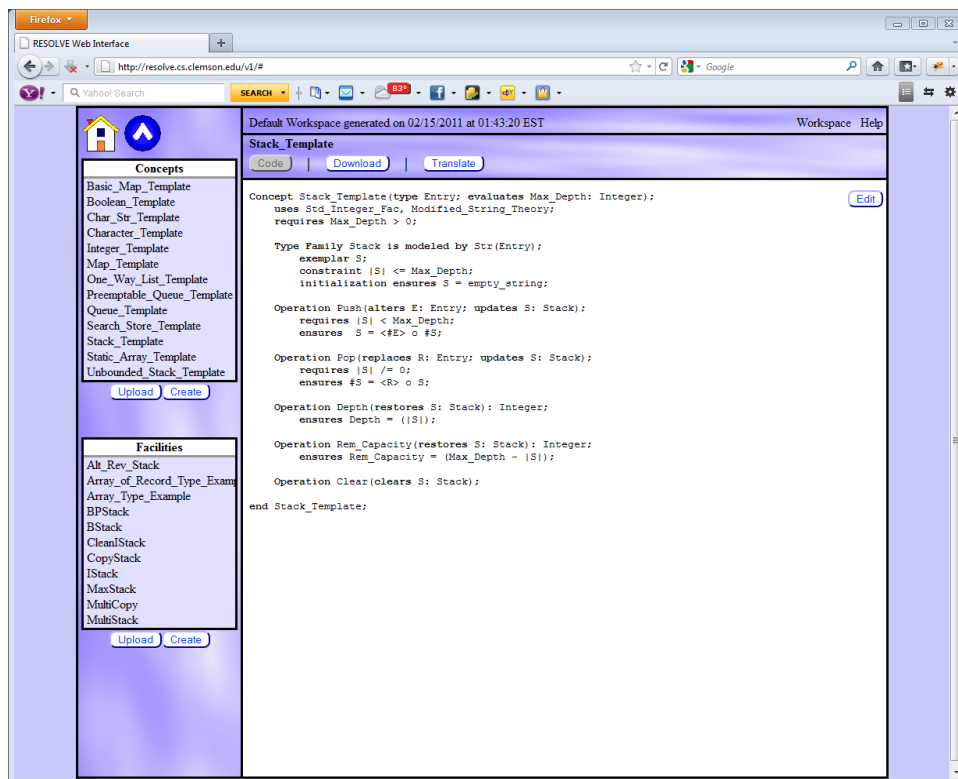 Firefox
RESOLVE Web Interface
http://resolve.cs.clemson.edu/v1/#
Google
Yahoo! Search
SEARCH
83°
Default Workspace generated on 02/15/2011 at 01:43:20 EST
Workspace Help
Stack_Template
Code | Download | Translate
Concepts
Basic_Map_Template
Boolean_Template
Char_Str_Template
Character_Template
Integer_Template
Map_Template
One_Way_List_Template
Preemptable_Queue_Template
Queue_Template
Search_Store_Template
Stack_Template
Static_Array_Template
Unbounded_Stack_Template
Upload Create
Facilities
Alt_Rev_Stack
Array_of_Record_Type_Exam
Array_Type_Example
BPStack
BStack
CleanIStack
CopyStack
IStack
MaxStack
MultiCopy
MultiStack
Upload Create
Edit
Concept Stack_Template(type Entry; evaluates Max_Depth: Integer);
uses Std_Integer_Fac, Modified_String_Theory;
requires Max_Depth > 0;
Type Family Stack is modeled by Str(Entry);
exemplar S;
constraint |S| <= Max_Depth;
initialization ensures S = empty_string;
Operation Push(alters E: Entry; updates S: Stack);
requires |S| < Max_Depth;
ensures S = <#E> o #S;
Operation Pop(replaces R: Entry; updates S: Stack);
requires |S| /= 0;
ensures #S = <R> o S;
Operation Depth(restores S: Stack): Integer;
ensures Depth = (|S|);
Operation Rem_Capacity(restores S: Stack): Integer;
ensures Rem_Capacity = (Max_Depth - |S|);
Operation Clear(clears S: Stack);
end Stack_Template;